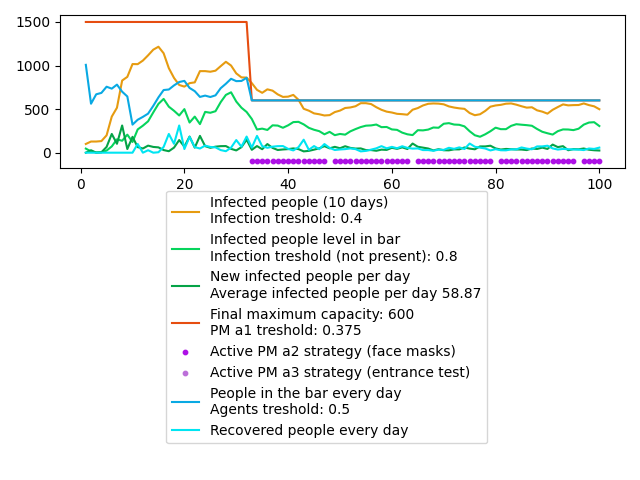 1500
1000
500
0
0
20
40
60
80
100
Infected people (10 days)
Infection treshold: 0.4
Infected people level in bar
Infection treshold (not present): 0.8
New infected people per day
Average infected people per day 58.87
Final maximum capacity: 600
PM a1 treshold: 0.375
Active PM a2 strategy (face masks)
Active PM a3 strategy (entrance test)
People in the bar every day
Agents treshold: 0.5
Recovered people every day